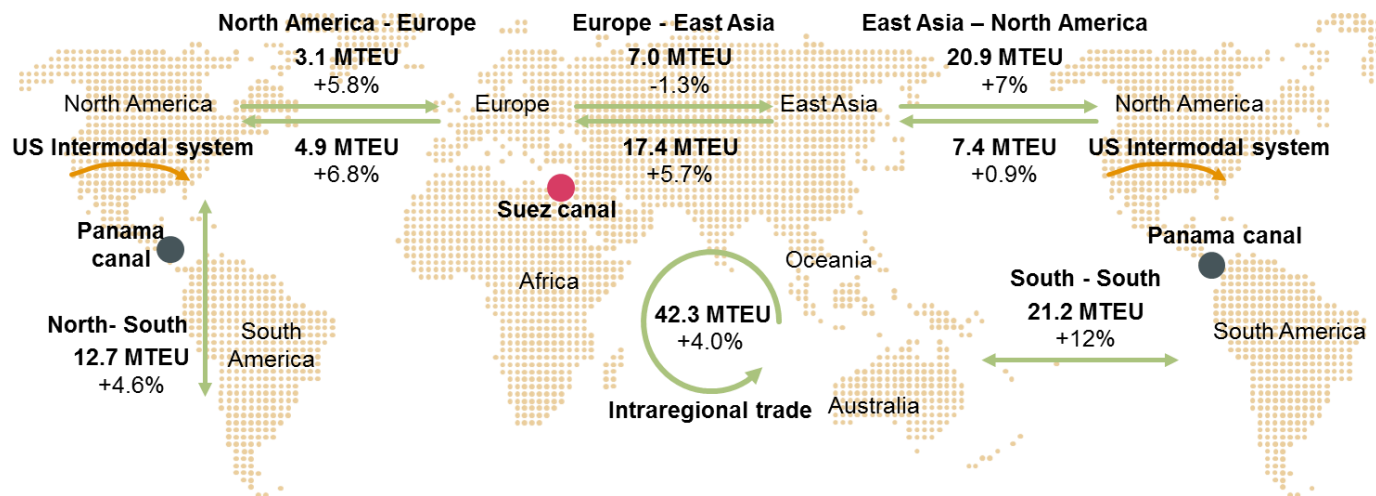 North America - Europe
3.1 MTEU
+5.8%
Europe - East Asia
7.0 MTEU
-1.3%
East Asia – North America
20.9 MTEU
+7%
North America
Europe
East Asia
North America
US Intermodal system
4.9 MTEU
+6.8%
17.4 MTEU
+5.7%
7.4 MTEU
+0.9%
US Intermodal system
Suez canal
Panama
canal
Panama canal
Africa
Oceania
North- South
12.7 MTEU
+4.6%
South
America
42.3 MTEU
+4.0%
Intraregional trade
Australia
South - South
21.2 MTEU
+12%
South America